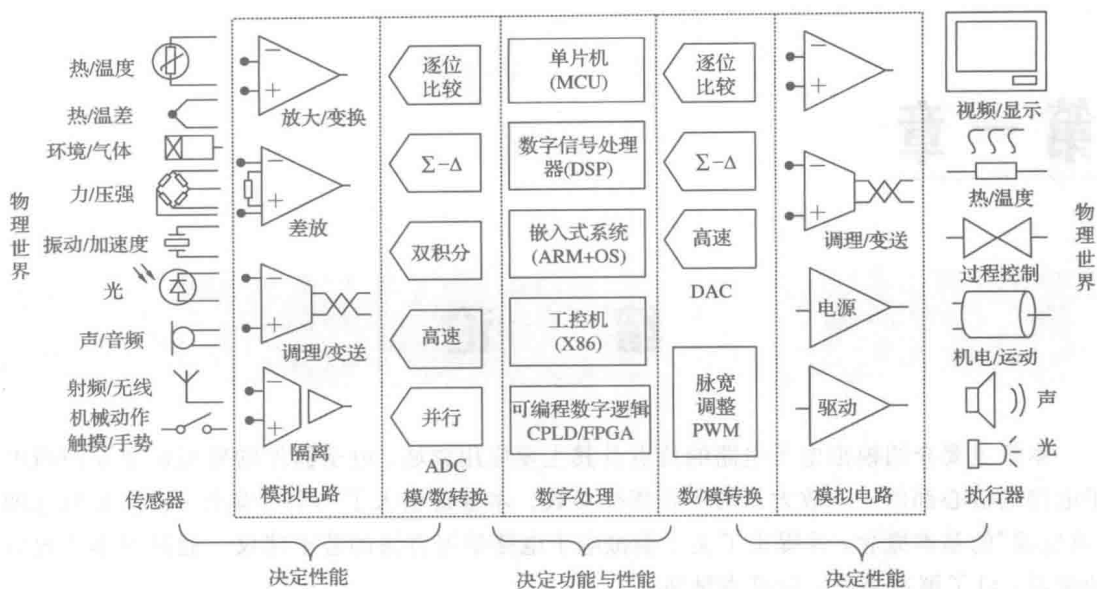 物理世界
热/温度
热/温差
环境/气体
力/压强
振动/加速度
光
声/音频
射频/无线
机械动作
触摸/手势
传感器
放大/变换
差放
调理/变送
隔离
模拟电路
逐位
比较
Σ-Δ
双积分
高速
并行
ADC
模/数转换
单片机
(MCU)
数字信号处理
器(DSP)
嵌入式系统
(ARM+OS)
工控机
(X86)
可编程数字逻辑
CPLD/FPGA
数字处理
逐位
比较
Σ-Δ
高速
DAC
脉宽
调整
PWM
数/模转换
调理/变送
电源
驱动
模拟电路
视频/显示
热/温度
过程控制
机电/运动
声
光
执行器
物理世界
决定性能
决定功能与性能
决定性能